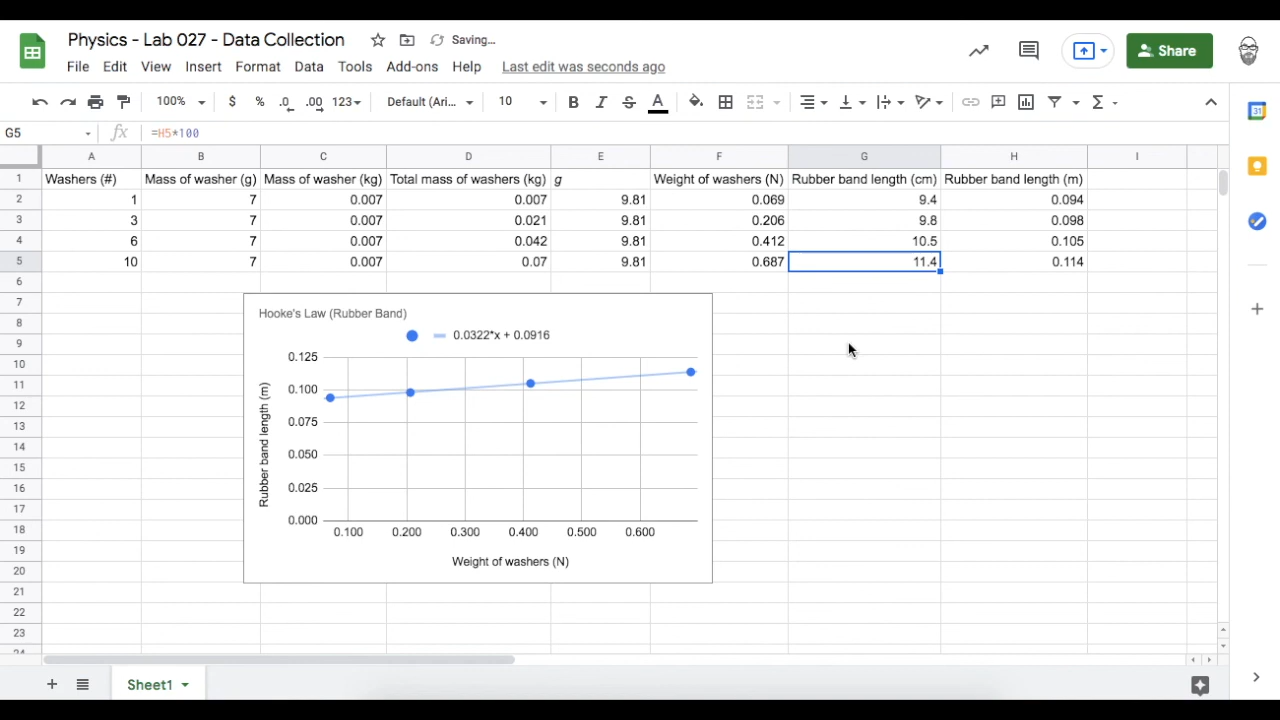 Physics - Lab 027 - Data Collection Saving...
File Edit View Insert Format Data Tools Add-ons Help Last edit was seconds ago
Share
100% $ % .0 .00 123 Default (Ari... 10 B I S A
G5 fx =H5*100
A B C D E F G H I
1 Washers (#) Mass of washer (g) Mass of washer (kg) Total mass of washers (kg) g Weight of washers (N) Rubber band length (cm) Rubber band length (m)
2 1 7 0.007 0.007 9.81 0.069 9.4 0.094
3 3 7 0.007 0.021 9.81 0.206 9.8 0.098
4 6 7 0.007 0.042 9.81 0.412 10.5 0.105
5 10 7 0.007 0.07 9.81 0.687 11.4 0.114
6
7
8
9
10
11
12
13
14
15
16
17
18
19
20
21
22
23
Hooke's Law (Rubber Band)
0.0322*x + 0.0916
0.125
0.100
0.075
0.050
0.025
0.000
Rubber band length (m)
0.100 0.200 0.300 0.400 0.500 0.600
Weight of washers (N)
Sheet1
31